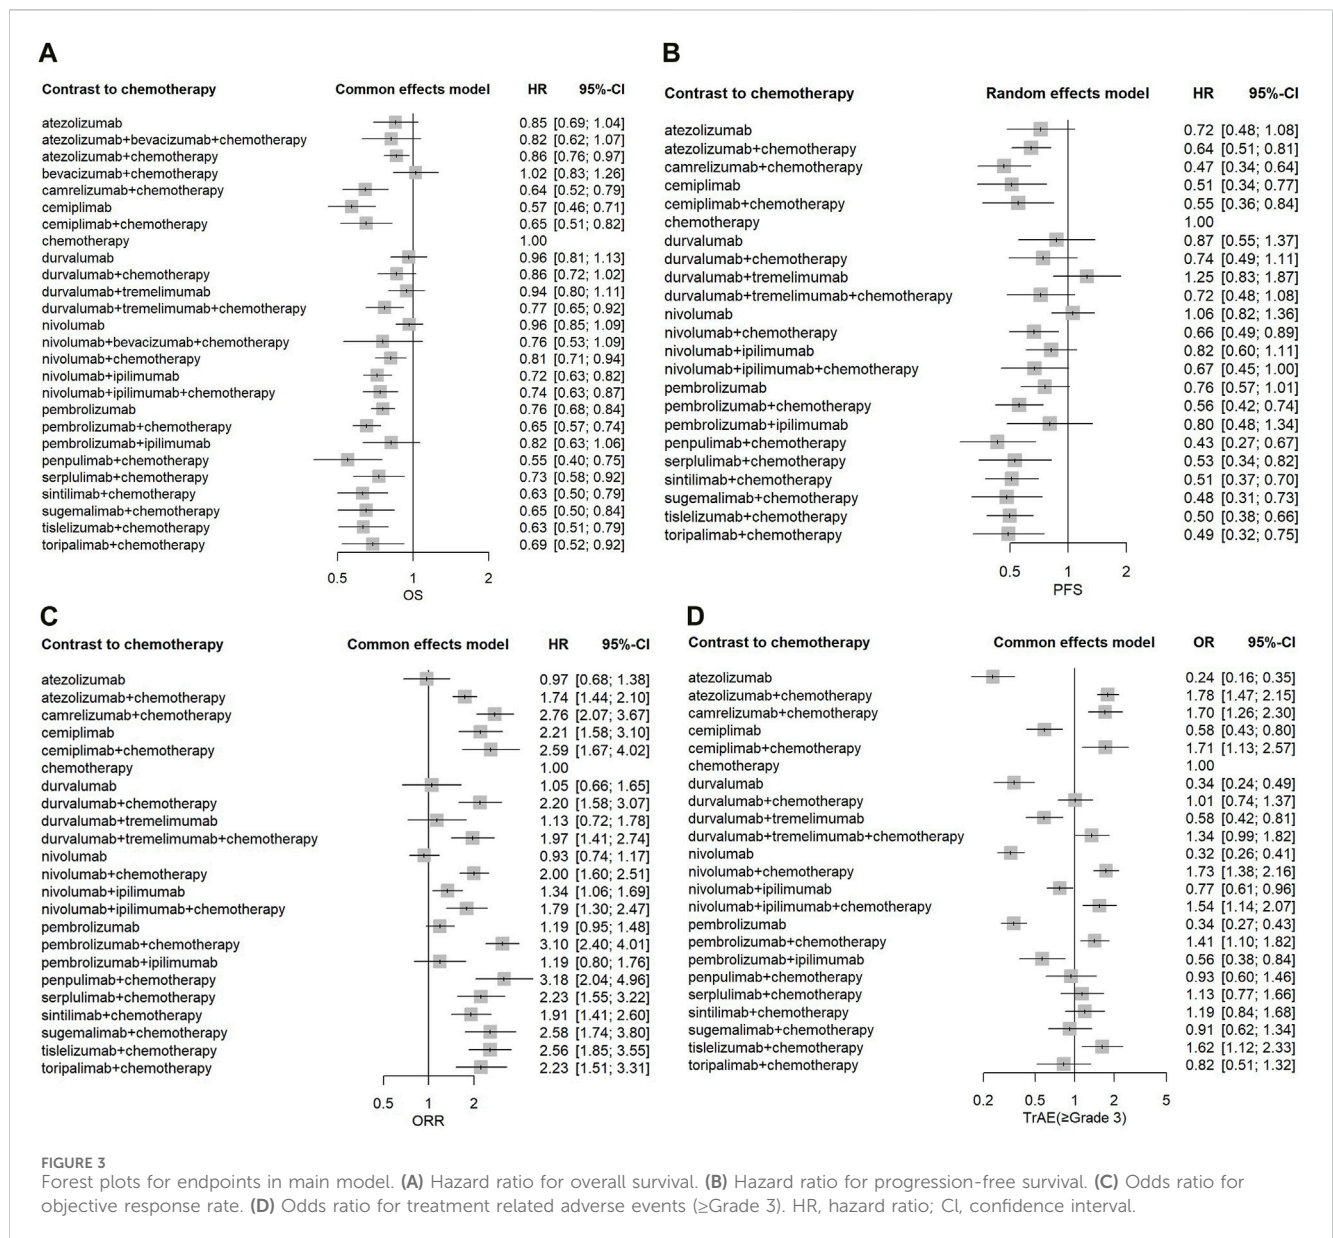 A
Contrast to chemotherapy Common effects model HR 95%-CI
atezolizumab 0.85 [0.69; 1.04]
atezolizumab+bevacizumab+chemotherapy 0.82 [0.62; 1.07]
atezolizumab+chemotherapy 0.86 [0.76; 0.97]
bevacizumab+chemotherapy 1.02 [0.83; 1.26]
camrelizumab+chemotherapy 0.64 [0.52; 0.79]
cemiplimab 0.57 [0.46; 0.71]
cemiplimab+chemotherapy 0.65 [0.51; 0.82]
chemotherapy 1.00
durvalumab 0.96 [0.81; 1.13]
durvalumab+chemotherapy 0.86 [0.72; 1.02]
durvalumab+tremelimumab 0.94 [0.80; 1.11]
durvalumab+tremelimumab+chemotherapy 0.77 [0.65; 0.92]
nivolumab 0.96 [0.85; 1.09]
nivolumab+bevacizumab+chemotherapy 0.76 [0.53; 1.09]
nivolumab+chemotherapy 0.81 [0.71; 0.94]
nivolumab+ipilimumab 0.72 [0.63; 0.82]
nivolumab+ipilimumab+chemotherapy 0.74 [0.63; 0.87]
pembrolizumab 0.76 [0.68; 0.84]
pembrolizumab+chemotherapy 0.65 [0.57; 0.74]
pembrolizumab+ipilimumab 0.82 [0.63; 1.06]
penpulimab+chemotherapy 0.55 [0.40; 0.75]
serplulimab+chemotherapy 0.73 [0.58; 0.92]
sintilimab+chemotherapy 0.63 [0.50; 0.79]
sugemalimab+chemotherapy 0.65 [0.50; 0.84]
tislelizumab+chemotherapy 0.63 [0.51; 0.79]
toripalimab+chemotherapy 0.69 [0.52; 0.92]
0.5 1 2
OS
B
Contrast to chemotherapy Random effects model HR 95%-CI
atezolizumab 0.72 [0.48; 1.08]
atezolizumab+chemotherapy 0.64 [0.51; 0.81]
camrelizumab+chemotherapy 0.47 [0.34; 0.64]
cemiplimab 0.51 [0.34; 0.77]
cemiplimab+chemotherapy 0.55 [0.36; 0.84]
chemotherapy 1.00
durvalumab 0.87 [0.55; 1.37]
durvalumab+chemotherapy 0.74 [0.49; 1.11]
durvalumab+tremelimumab 1.25 [0.83; 1.87]
durvalumab+tremelimumab+chemotherapy 0.72 [0.48; 1.08]
nivolumab 1.06 [0.82; 1.36]
nivolumab+chemotherapy 0.66 [0.49; 0.89]
nivolumab+ipilimumab 0.82 [0.60; 1.11]
nivolumab+ipilimumab+chemotherapy 0.67 [0.45; 1.00]
pembrolizumab 0.76 [0.57; 1.01]
pembrolizumab+chemotherapy 0.56 [0.42; 0.74]
pembrolizumab+ipilimumab 0.80 [0.48; 1.34]
penpulimab+chemotherapy 0.43 [0.27; 0.67]
serplulimab+chemotherapy 0.53 [0.34; 0.82]
sintilimab+chemotherapy 0.51 [0.37; 0.70]
sugemalimab+chemotherapy 0.48 [0.31; 0.73]
tislelizumab+chemotherapy 0.50 [0.38; 0.66]
toripalimab+chemotherapy 0.49 [0.32; 0.75]
0.5 1 2
PFS
C
Contrast to chemotherapy Common effects model HR 95%-CI
atezolizumab 0.97 [0.68; 1.38]
atezolizumab+chemotherapy 1.74 [1.44; 2.10]
camrelizumab+chemotherapy 2.76 [2.07; 3.67]
cemiplimab 2.21 [1.58; 3.10]
cemiplimab+chemotherapy 2.59 [1.67; 4.02]
chemotherapy 1.00
durvalumab 1.05 [0.66; 1.65]
durvalumab+chemotherapy 2.20 [1.58; 3.07]
durvalumab+tremelimumab 1.13 [0.72; 1.78]
durvalumab+tremelimumab+chemotherapy 1.97 [1.41; 2.74]
nivolumab 0.93 [0.74; 1.17]
nivolumab+chemotherapy 2.00 [1.60; 2.51]
nivolumab+ipilimumab 1.34 [1.06; 1.69]
nivolumab+ipilimumab+chemotherapy 1.79 [1.30; 2.47]
pembrolizumab 1.19 [0.95; 1.48]
pembrolizumab+chemotherapy 3.10 [2.40; 4.01]
pembrolizumab+ipilimumab 1.19 [0.80; 1.76]
penpulimab+chemotherapy 3.18 [2.04; 4.96]
serplulimab+chemotherapy 2.23 [1.55; 3.22]
sintilimab+chemotherapy 1.91 [1.41; 2.60]
sugemalimab+chemotherapy 2.58 [1.74; 3.80]
tislelizumab+chemotherapy 2.56 [1.85; 3.55]
toripalimab+chemotherapy 2.23 [1.51; 3.31]
0.5 1 2
ORR
D
Contrast to chemotherapy Common effects model OR 95%-CI
atezolizumab 0.24 [0.16; 0.35]
atezolizumab+chemotherapy 1.78 [1.47; 2.15]
camrelizumab+chemotherapy 1.70 [1.26; 2.30]
cemiplimab 0.58 [0.43; 0.80]
cemiplimab+chemotherapy 1.71 [1.13; 2.57]
chemotherapy 1.00
durvalumab 0.34 [0.24; 0.49]
durvalumab+chemotherapy 1.01 [0.74; 1.37]
durvalumab+tremelimumab 0.58 [0.42; 0.81]
durvalumab+tremelimumab+chemotherapy 1.34 [0.99; 1.82]
nivolumab 0.32 [0.26; 0.41]
nivolumab+chemotherapy 1.73 [1.38; 2.16]
nivolumab+ipilimumab 0.77 [0.61; 0.96]
nivolumab+ipilimumab+chemotherapy 1.54 [1.14; 2.07]
pembrolizumab 0.34 [0.27; 0.43]
pembrolizumab+chemotherapy 1.41 [1.10; 1.82]
pembrolizumab+ipilimumab 0.56 [0.38; 0.84]
penpulimab+chemotherapy 0.93 [0.60; 1.46]
serplulimab+chemotherapy 1.13 [0.77; 1.66]
sintilimab+chemotherapy 1.19 [0.84; 1.68]
sugemalimab+chemotherapy 0.91 [0.62; 1.34]
tislelizumab+chemotherapy 1.62 [1.12; 2.33]
toripalimab+chemotherapy 0.82 [0.51; 1.32]
0.2 0.5 1 2 5
TrAE(≥Grade 3)
FIGURE 3
Forest plots for endpoints in main model. (A) Hazard ratio for overall survival. (B) Hazard ratio for progression-free survival. (C) Odds ratio for
objective response rate. (D) Odds ratio for treatment related adverse events (≥Grade 3). HR, hazard ratio; CI, confidence interval.